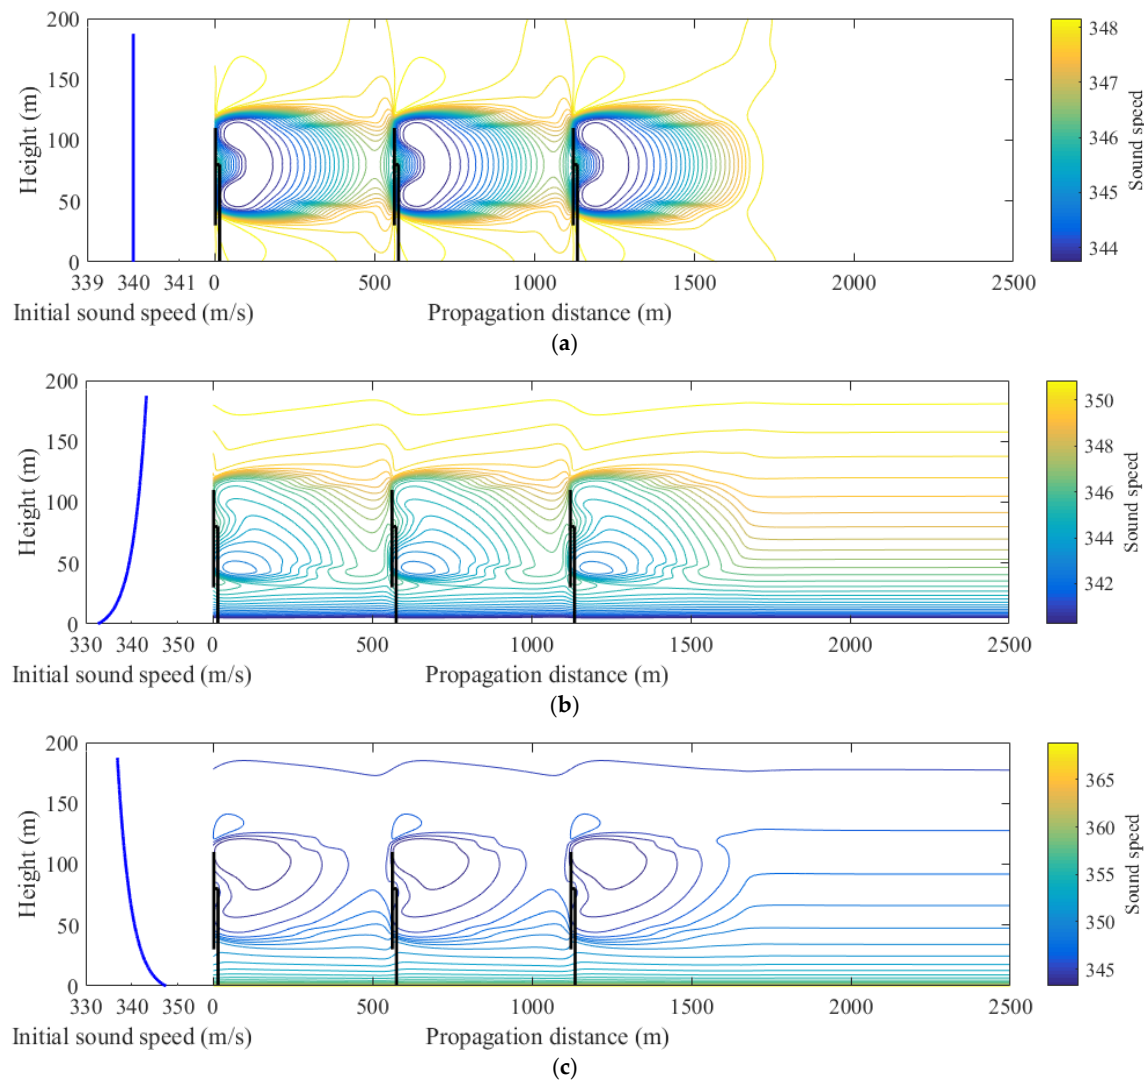 200
150
100
50
0
Height (m)
339 340 341 0 500 1000 1500 2000 2500
Initial sound speed (m/s) Propagation distance (m)
348
347
346
345
344
Sound speed
(a)
200
150
100
50
0
Height (m)
330 340 350 0 500 1000 1500 2000 2500
Initial sound speed (m/s) Propagation distance (m)
350
348
346
344
342
Sound speed
(b)
200
150
100
50
0
Height (m)
330 340 350 0 500 1000 1500 2000 2500
Initial sound speed (m/s) Propagation distance (m)
365
360
355
350
345
Sound speed
(c)